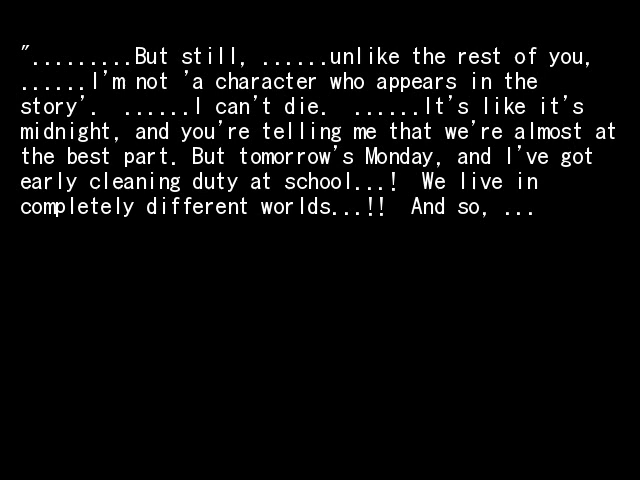 ".........But still, ......unlike the rest of you,
......I'm not 'a character who appears in the
story'.  ......I can't die.  ......It's like it's
midnight, and you're telling me that we're almost at
the best part. But tomorrow's Monday, and I've got
early cleaning duty at school...!  We live in
completely different worlds...!!  And so, ...